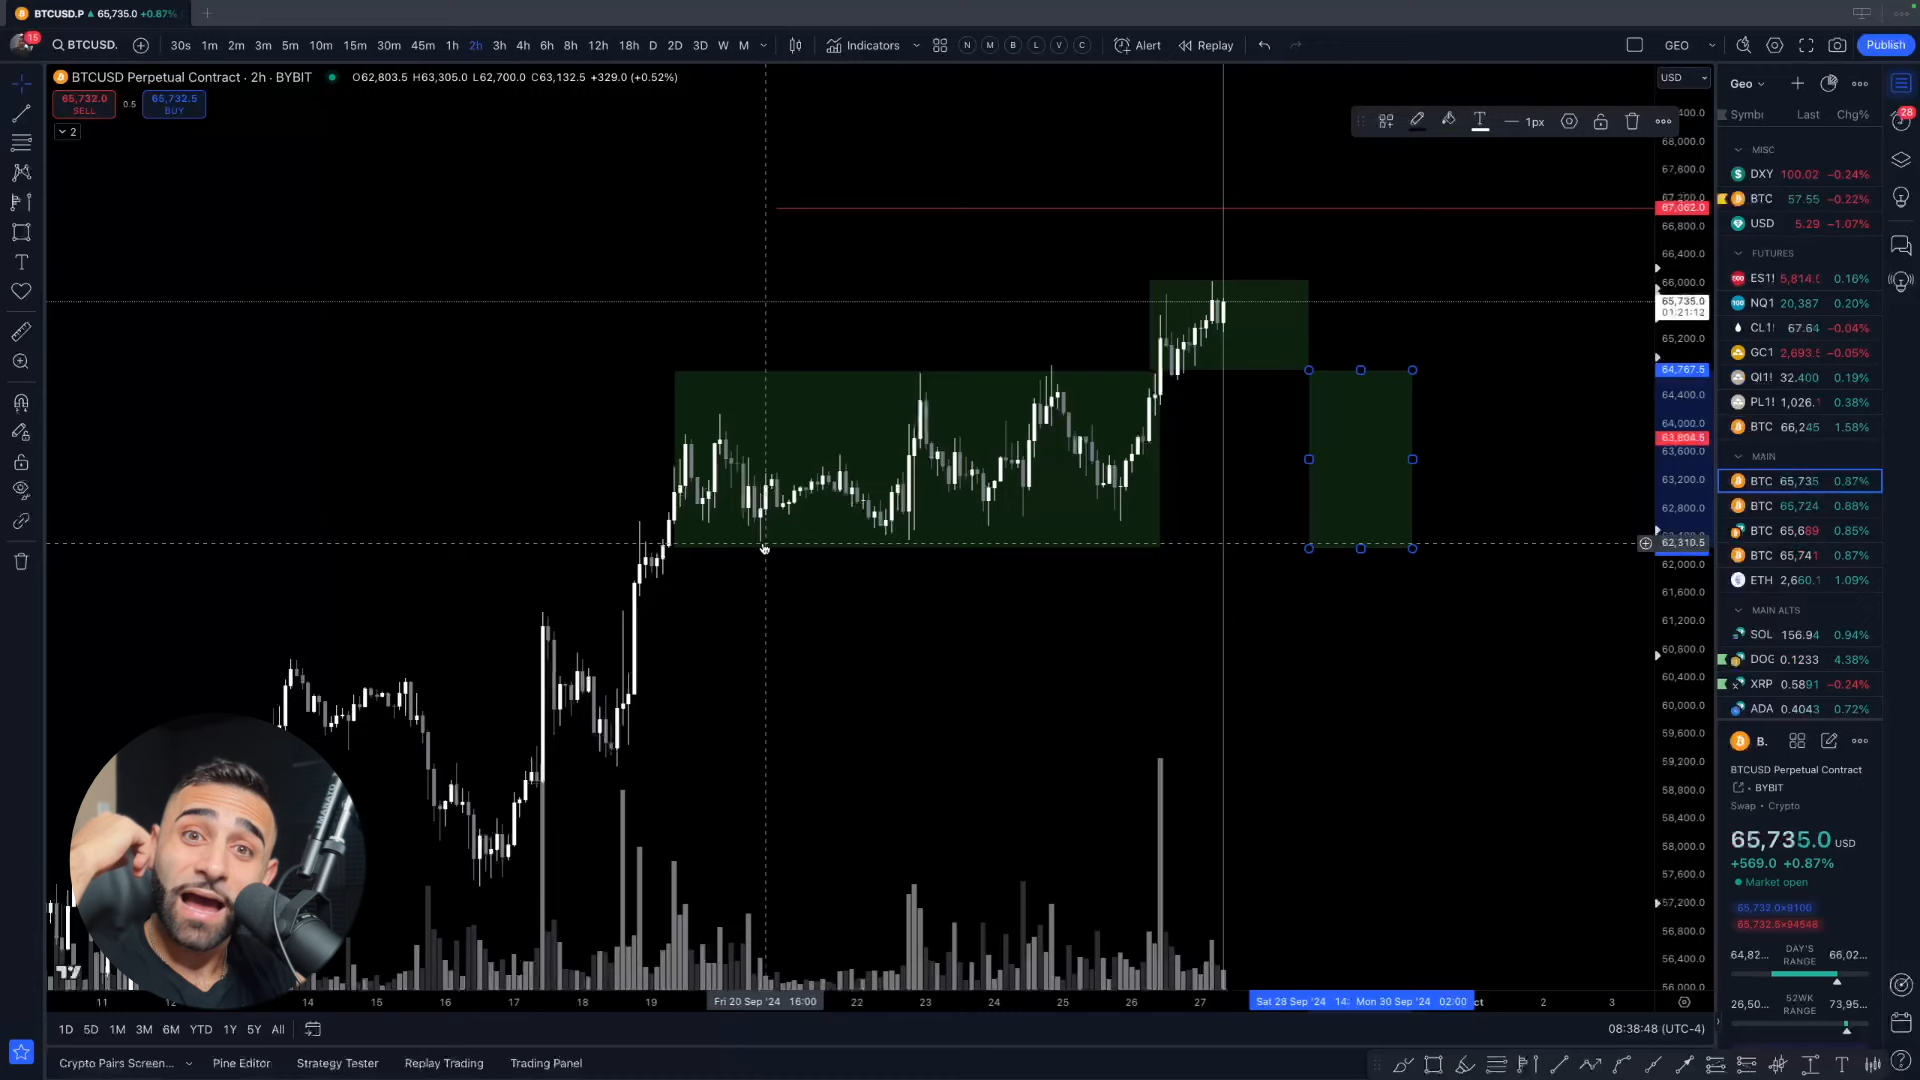 BTCUSD.P ▲ 65,735.0 +0.87%
15
BTCUSD.
30s 1m 2m 3m 5m 10m 15m 30m 45m 1h 2h 3h 4h 6h 8h 12h 18h D 2D 3D W M
Indicators
N M B L V C
Alert
Replay
GEO
Publish
BTCUSD Perpetual Contract · 2h · BYBIT
O62,803.5 H63,305.0 L62,700.0 C63,132.5 +329.0 (+0.52%)
65,732.0
SELL
0.5
65,732.5
BUY
2
1px
USD
68,000.0
67,600.0
67,062.0
66,800.0
66,400.0
66,000.0
65,735.0
01:21:12
65,200.0
64,767.5
64,400.0
64,000.0
63,804.5
63,600.0
63,200.0
62,800.0
62,310.5
62,000.0
61,600.0
61,200.0
60,800.0
60,400.0
60,000.0
59,600.0
59,200.0
58,800.0
58,400.0
58,000.0
57,600.0
57,200.0
56,800.0
56,400.0
56,000.0
11 14 15 16 17 18 19 Fri 20 Sep '24 16:00 22 23 24 25 26 27 Sat 28 Sep '24 14: Mon 30 Sep '24 02:00 2 3
1D 5D 1M 3M 6M YTD 1Y 5Y All
08:38:48 (UTC-4)
Crypto Pairs Screen...
Pine Editor
Strategy Tester
Replay Trading
Trading Panel
Geo
28
Last Chg%
MISC
DXY 100.02 −0.24%
BTC 57.55 −0.22%
USD 5.29 −1.07%
FUTURES
ES1! 5,814. 0.16%
NQ1 20,387 0.20%
CL1! 67.64 −0.04%
GC1 2,693.5 −0.05%
QI1! 32.400 0.19%
PL1! 1,026. 0.38%
BTC 66,245 1.58%
MAIN
BTC 65,735 0.87%
BTC 65,724 0.88%
BTC 65,689 0.85%
BTC 65,741 0.87%
ETH 2,660. 1.09%
MAIN ALTS
SOL 156.94 0.94%
DOG 0.1233 4.38%
XRP 0.5891 −0.24%
ADA 0.4043 0.72%
B.
BTCUSD Perpetual Contract
• BYBIT
Swap • Crypto
65,735.0 USD
+569.0 +0.87%
Market open
65,732.0×9100
65,732.5×94548
64,82... DAY'S RANGE 66,02...
26,50... 52WK RANGE 73,95...